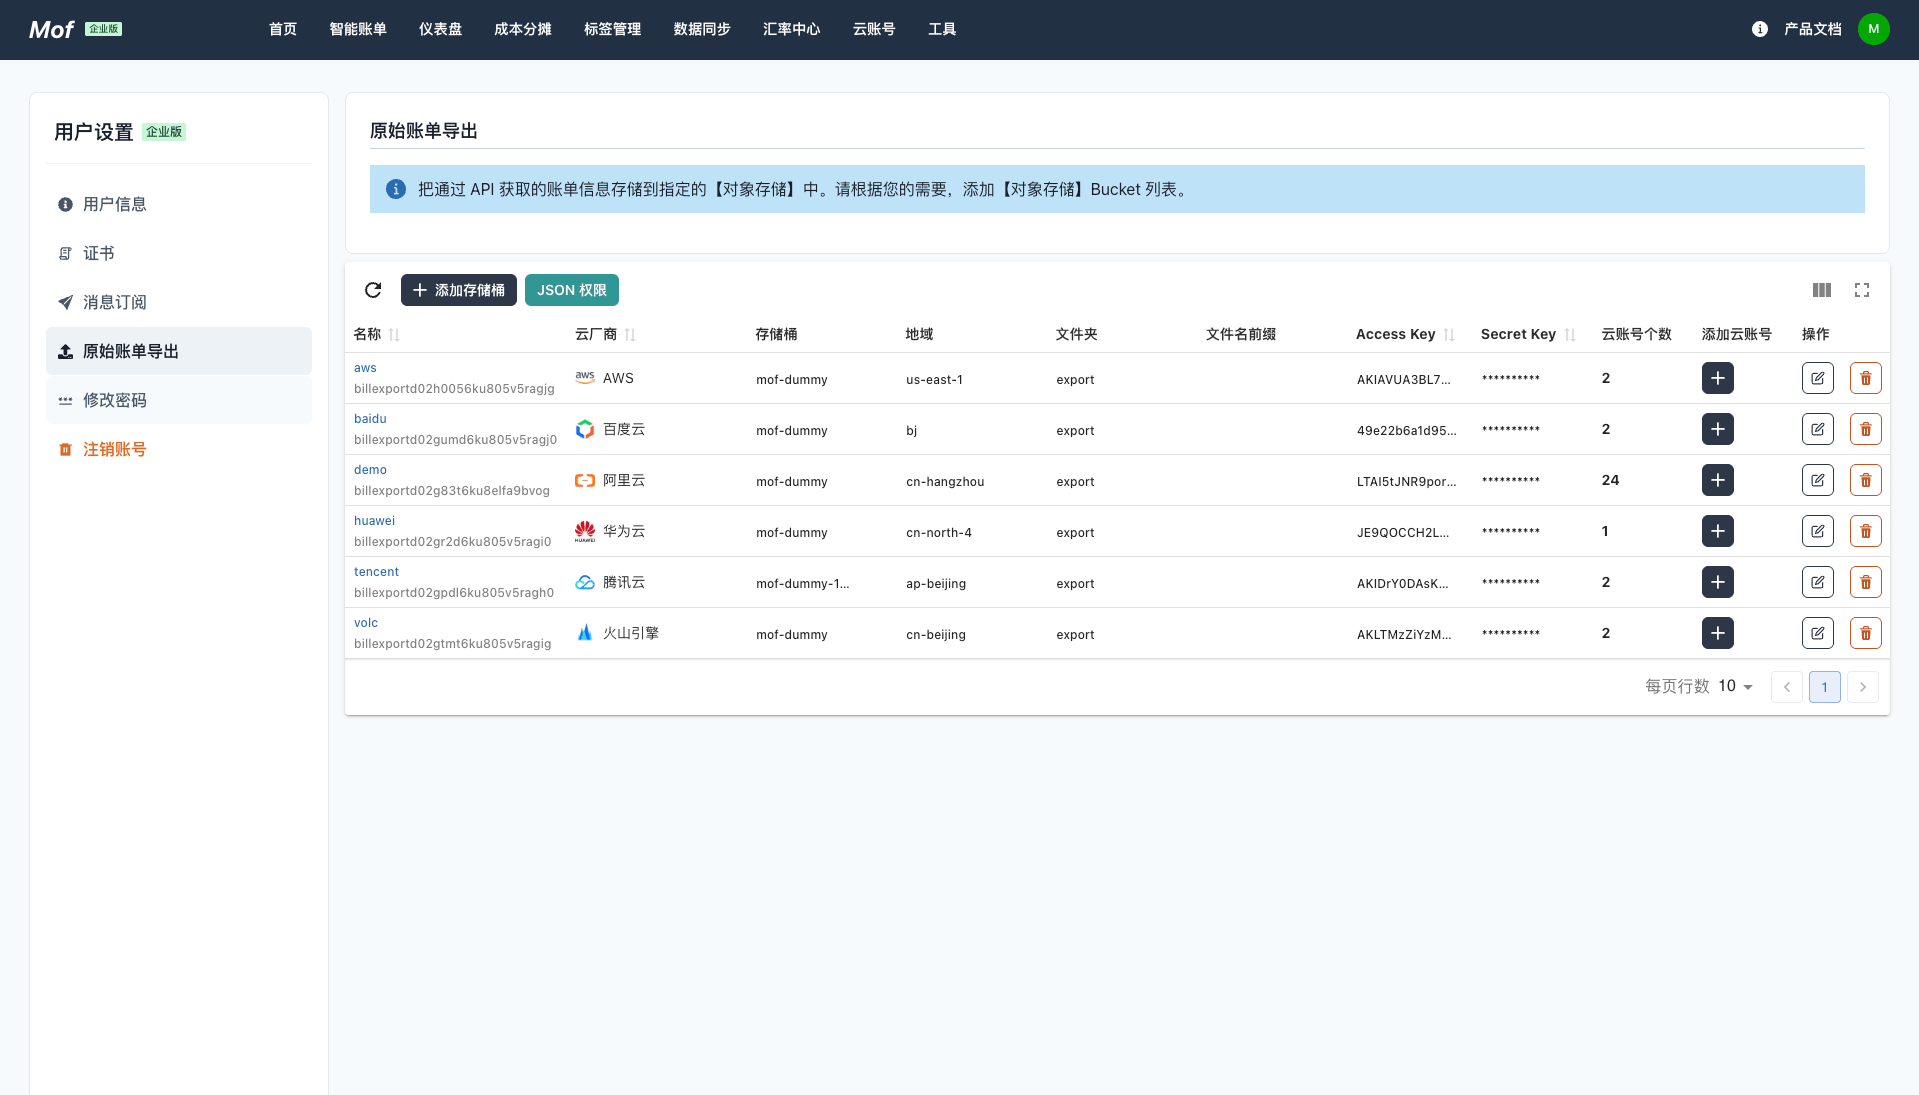 Mof 企业版 首页 智能账单 仪表盘 成本分摊 标签管理 数据同步 汇率中心 云账号 工具 产品文档 M
用户设置 企业版
用户信息
证书
消息订阅
原始账单导出
修改密码
注销账号
原始账单导出
把通过 API 获取的账单信息存储到指定的【对象存储】中。请根据您的需要，添加【对象存储】Bucket 列表。
添加存储桶 JSON 权限
名称 云厂商 存储桶 地域 文件夹 文件名前缀 Access Key Secret Key 云账号个数 添加云账号 操作
aws
billexportd02h0056ku805v5ragjg aws AWS mof-dummy us-east-1 export AKIAVUA3BL7... ********** 2
baidu
billexportd02gumd6ku805v5ragj0 百度云 mof-dummy bj export 49e22b6a1d95... ********** 2
demo
billexportd02g83t6ku8elfa9bvog 阿里云 mof-dummy cn-hangzhou export LTAI5tJNR9por... ********** 24
huawei
billexportd02gr2d6ku805v5ragi0 HUAWEI 华为云 mof-dummy cn-north-4 export JE9QOCCH2L... ********** 1
tencent
billexportd02gpdl6ku805v5ragh0 腾讯云 mof-dummy-1... ap-beijing export AKIDrY0DAsK... ********** 2
volc
billexportd02gtmt6ku805v5ragig 火山引擎 mof-dummy cn-beijing export AKLTMzZiYzM... ********** 2
每页行数 10 1